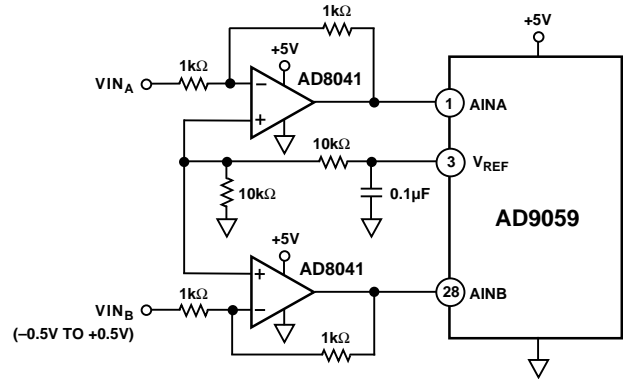 +5V
1kΩ
+5V
1kΩ
VINA
−
AD8041
+
1
AINA
10kΩ
3
VREF
10kΩ
0.1µF
AD9059
+5V
AD8041
+
1kΩ
28
AINB
VINB
−
(–0.5V TO +0.5V)
1kΩ